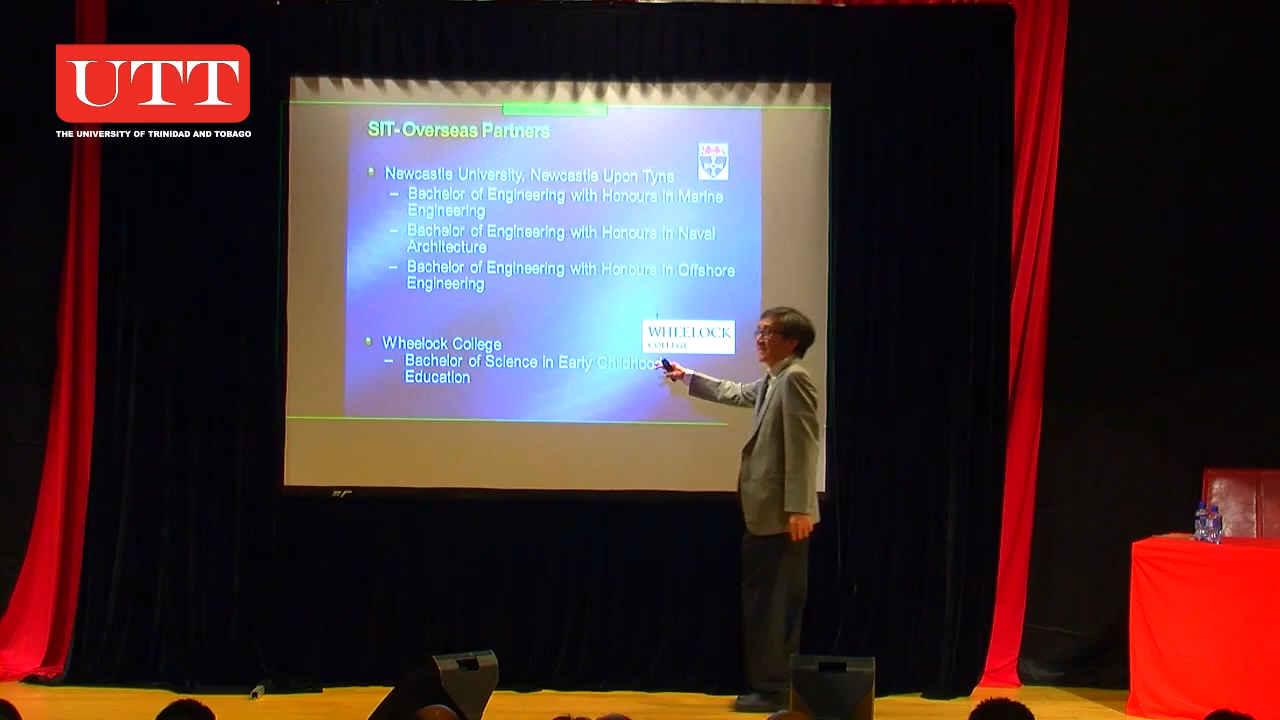 UTT
THE UNIVERSITY OF TRINIDAD AND TOBAGO
SIT- Overseas Partners
Newcastle University, Newcastle Upon Tyne
– Bachelor of Engineering with Honours in Marine
Engineering
– Bachelor of Engineering with Honours in Naval
Architecture
– Bachelor of Engineering with Honours in Offshore
Engineering
WHEELOCK
COLLEGE
Wheelock College
– Bachelor of Science in Early
Education